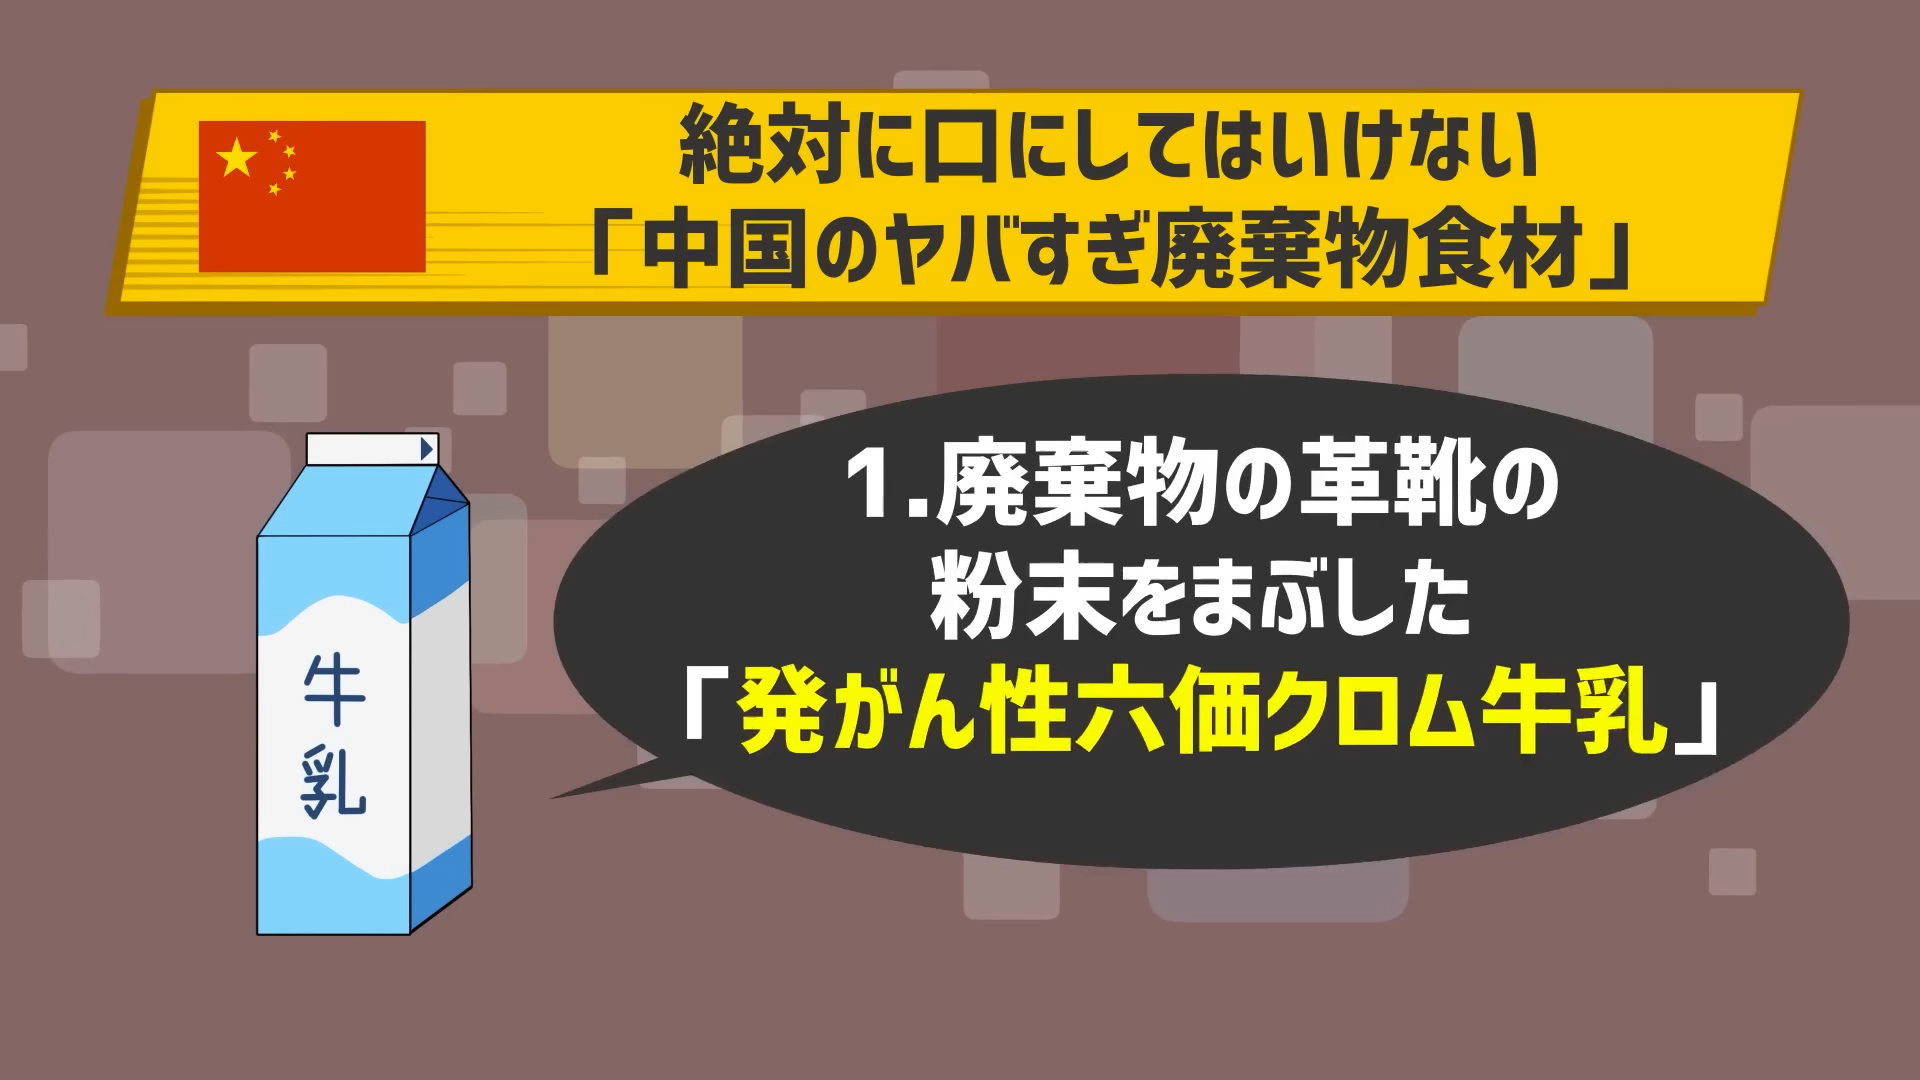 絶対に口にしてはいけない
「中国のヤバすぎ廃棄物食材」
1.廃棄物の革靴の
粉末をまぶした
「発がん性六価クロム牛乳」
牛
乳